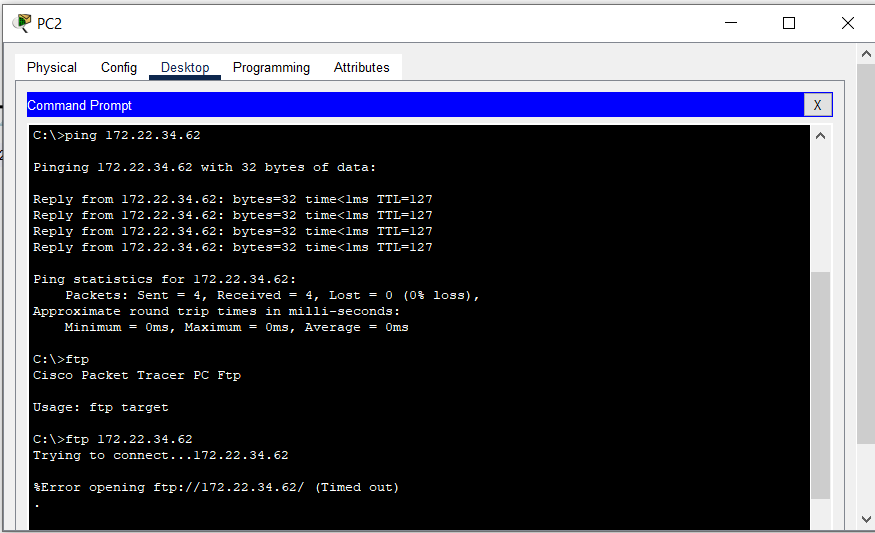 PC2
Physical Config Desktop Programming Attributes
Command Prompt
X
C:\>ping 172.22.34.62
Pinging 172.22.34.62 with 32 bytes of data:
Reply from 172.22.34.62: bytes=32 time<1ms TTL=127
Reply from 172.22.34.62: bytes=32 time<1ms TTL=127
Reply from 172.22.34.62: bytes=32 time<1ms TTL=127
Reply from 172.22.34.62: bytes=32 time<1ms TTL=127
Ping statistics for 172.22.34.62:
    Packets: Sent = 4, Received = 4, Lost = 0 (0% loss),
Approximate round trip times in milli-seconds:
    Minimum = 0ms, Maximum = 0ms, Average = 0ms
C:\>ftp
Cisco Packet Tracer PC Ftp
Usage: ftp target
C:\>ftp 172.22.34.62
Trying to connect...172.22.34.62
%Error opening ftp://172.22.34.62/ (Timed out)
.